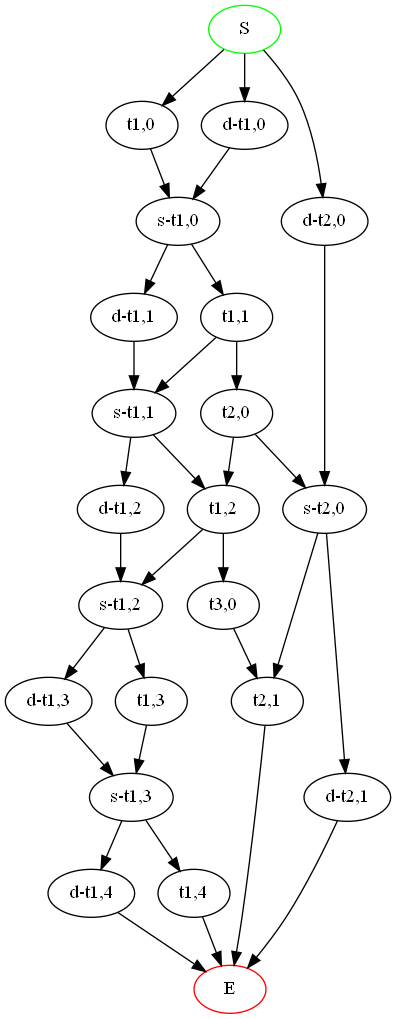 S
t1,0
d-t1,0
s-t1,0
d-t2,0
d-t1,1
t1,1
s-t1,1
t2,0
d-t1,2
t1,2
s-t2,0
s-t1,2
t3,0
d-t1,3
t1,3
t2,1
s-t1,3
d-t2,1
d-t1,4
t1,4
E